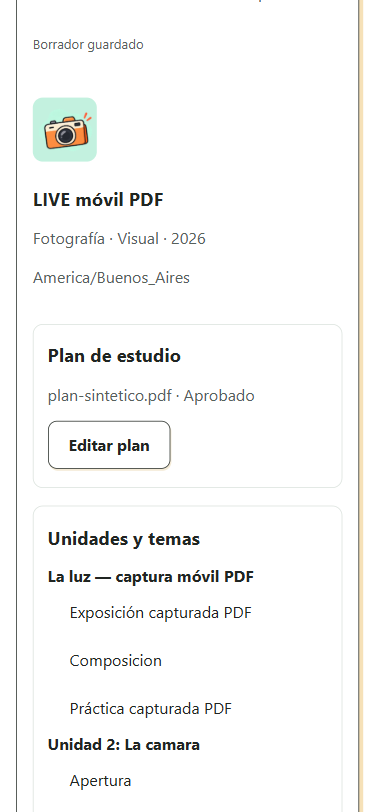 Borrador guardado
LIVE móvil PDF
Fotografía · Visual · 2026
America/Buenos_Aires
Plan de estudio
plan-sintetico.pdf · Aprobado
Editar plan
Unidades y temas
La luz — captura móvil PDF
Exposición capturada PDF
Composicion
Práctica capturada PDF
Unidad 2: La camara
Apertura